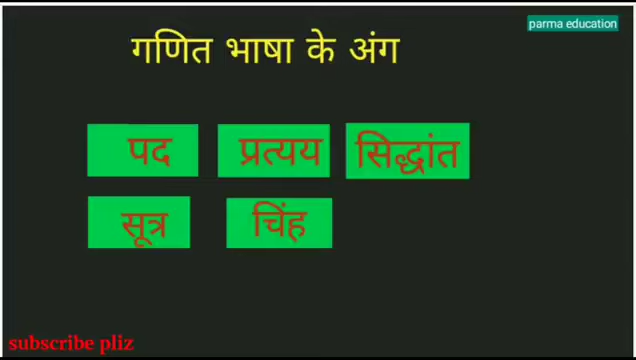 parma education
गणित भाषा के अंग
पद प्रत्यय सिद्धांत
सूत्र चिंह
subscribe pliz